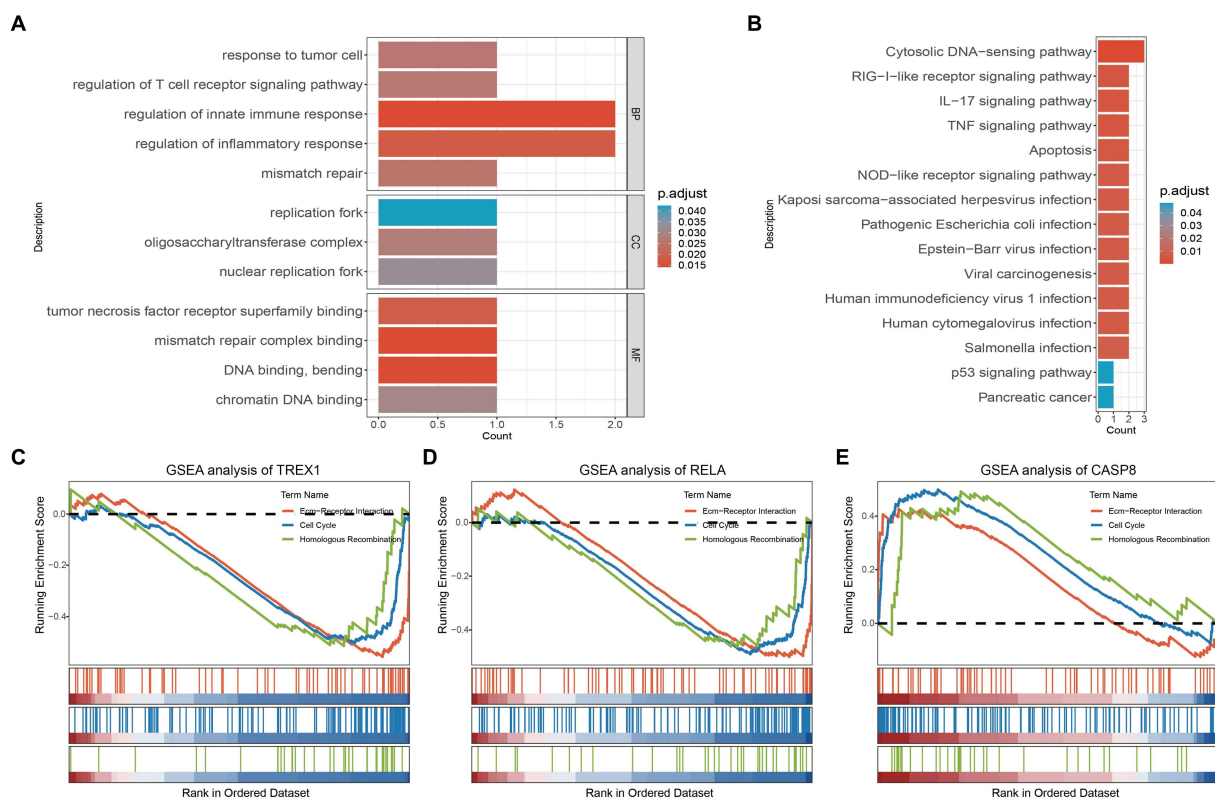 A
response to tumor cell
regulation of T cell receptor signaling pathway
regulation of innate immune response
regulation of inflammatory response
mismatch repair
BP
replication fork
oligosaccharyltransferase complex
nuclear replication fork
CC
tumor necrosis factor receptor superfamily binding
mismatch repair complex binding
DNA binding, bending
chromatin DNA binding
MF
Description
0.0 0.5 1.0 1.5 2.0
Count
p.adjust
0.040
0.035
0.030
0.025
0.020
0.015
B
Cytosolic DNA−sensing pathway
RIG−I−like receptor signaling pathway
IL−17 signaling pathway
TNF signaling pathway
Apoptosis
NOD−like receptor signaling pathway
Kaposi sarcoma−associated herpesvirus infection
Pathogenic Escherichia coli infection
Epstein−Barr virus infection
Viral carcinogenesis
Human immunodeficiency virus 1 infection
Human cytomegalovirus infection
Salmonella infection
p53 signaling pathway
Pancreatic cancer
Description
0 1 2 3
Count
p.adjust
0.04
0.03
0.02
0.01
C
GSEA analysis of TREX1
Term Name
Ecm−Receptor Interaction
Cell Cycle
Homologous Recombination
Running Enrichment Score
0.0
−0.2
−0.4
Rank in Ordered Dataset
D
GSEA analysis of RELA
Term Name
Ecm−Receptor Interaction
Cell Cycle
Homologous Recombination
Running Enrichment Score
0.0
−0.2
−0.4
Rank in Ordered Dataset
E
GSEA analysis of CASP8
Term Name
Ecm−Receptor Interaction
Cell Cycle
Homologous Recombination
Running Enrichment Score
0.4
0.2
0.0
Rank in Ordered Dataset